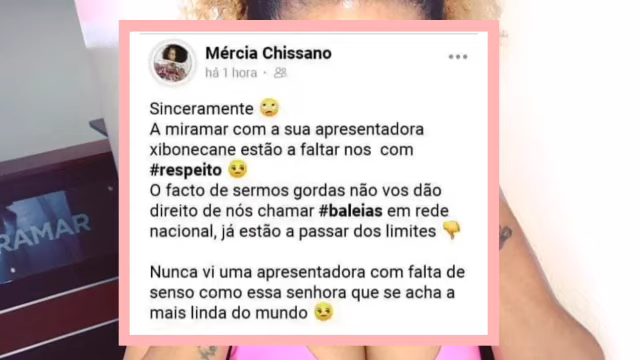 Mércia Chissano
há 1 hora
Sinceramente 🙄
A miramar com a sua apresentadora
xibonecane estão a faltar nos com
#respeito 😒
O facto de sermos gordas não vos dão
direito de nós chamar #baleias em rede
nacional, já estão a passar dos limites 👎
Nunca vi uma apresentadora com falta de
senso como essa senhora que se acha a
mais linda do mundo 😒
RAMAR